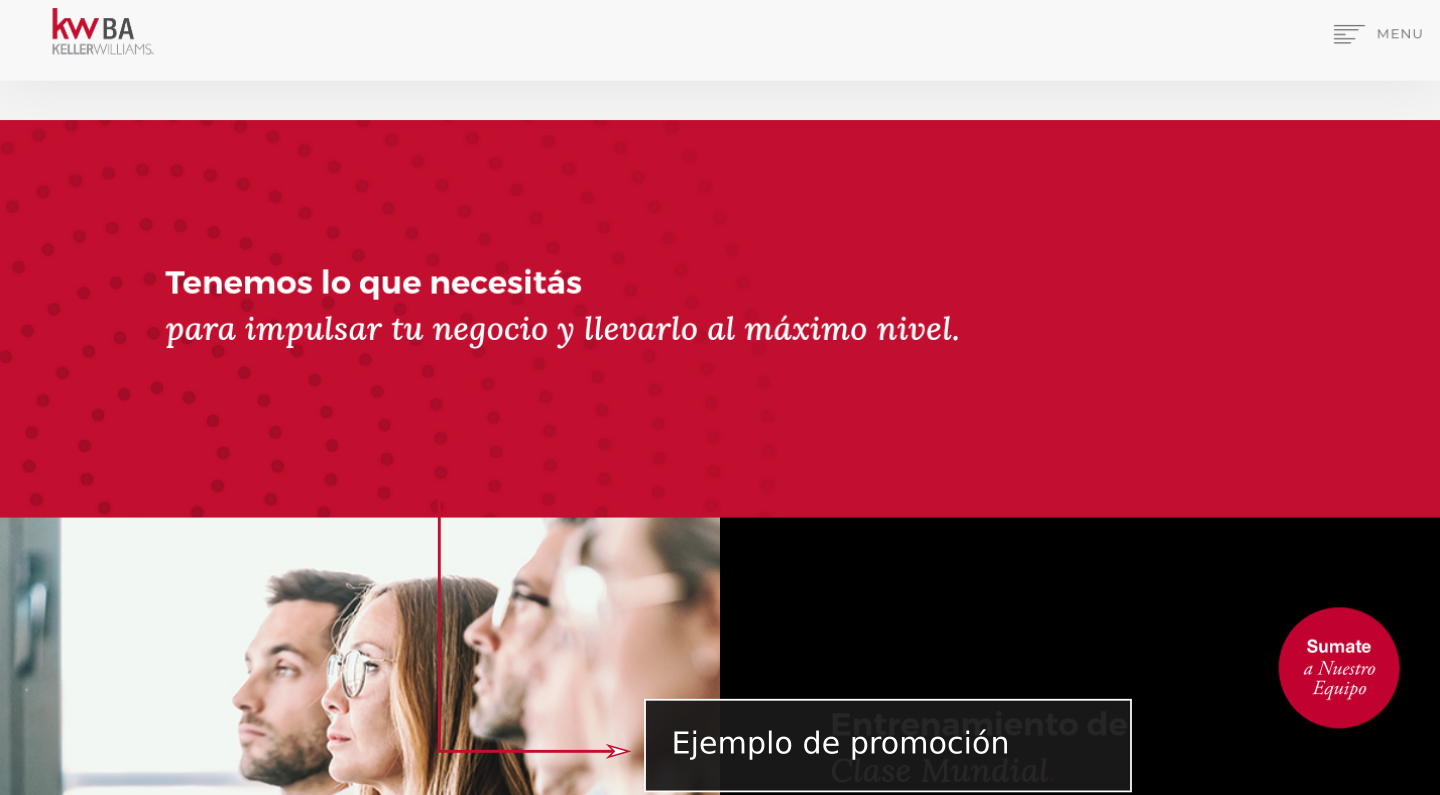 kw BA
KELLERWILLIAMS.
MENU
Tenemos lo que necesitás
para impulsar tu negocio y llevarlo al máximo nivel.
Sumate
a Nuestro
Equipo
Entrenamiento de
Ejemplo de promoción
Clase Mundial.